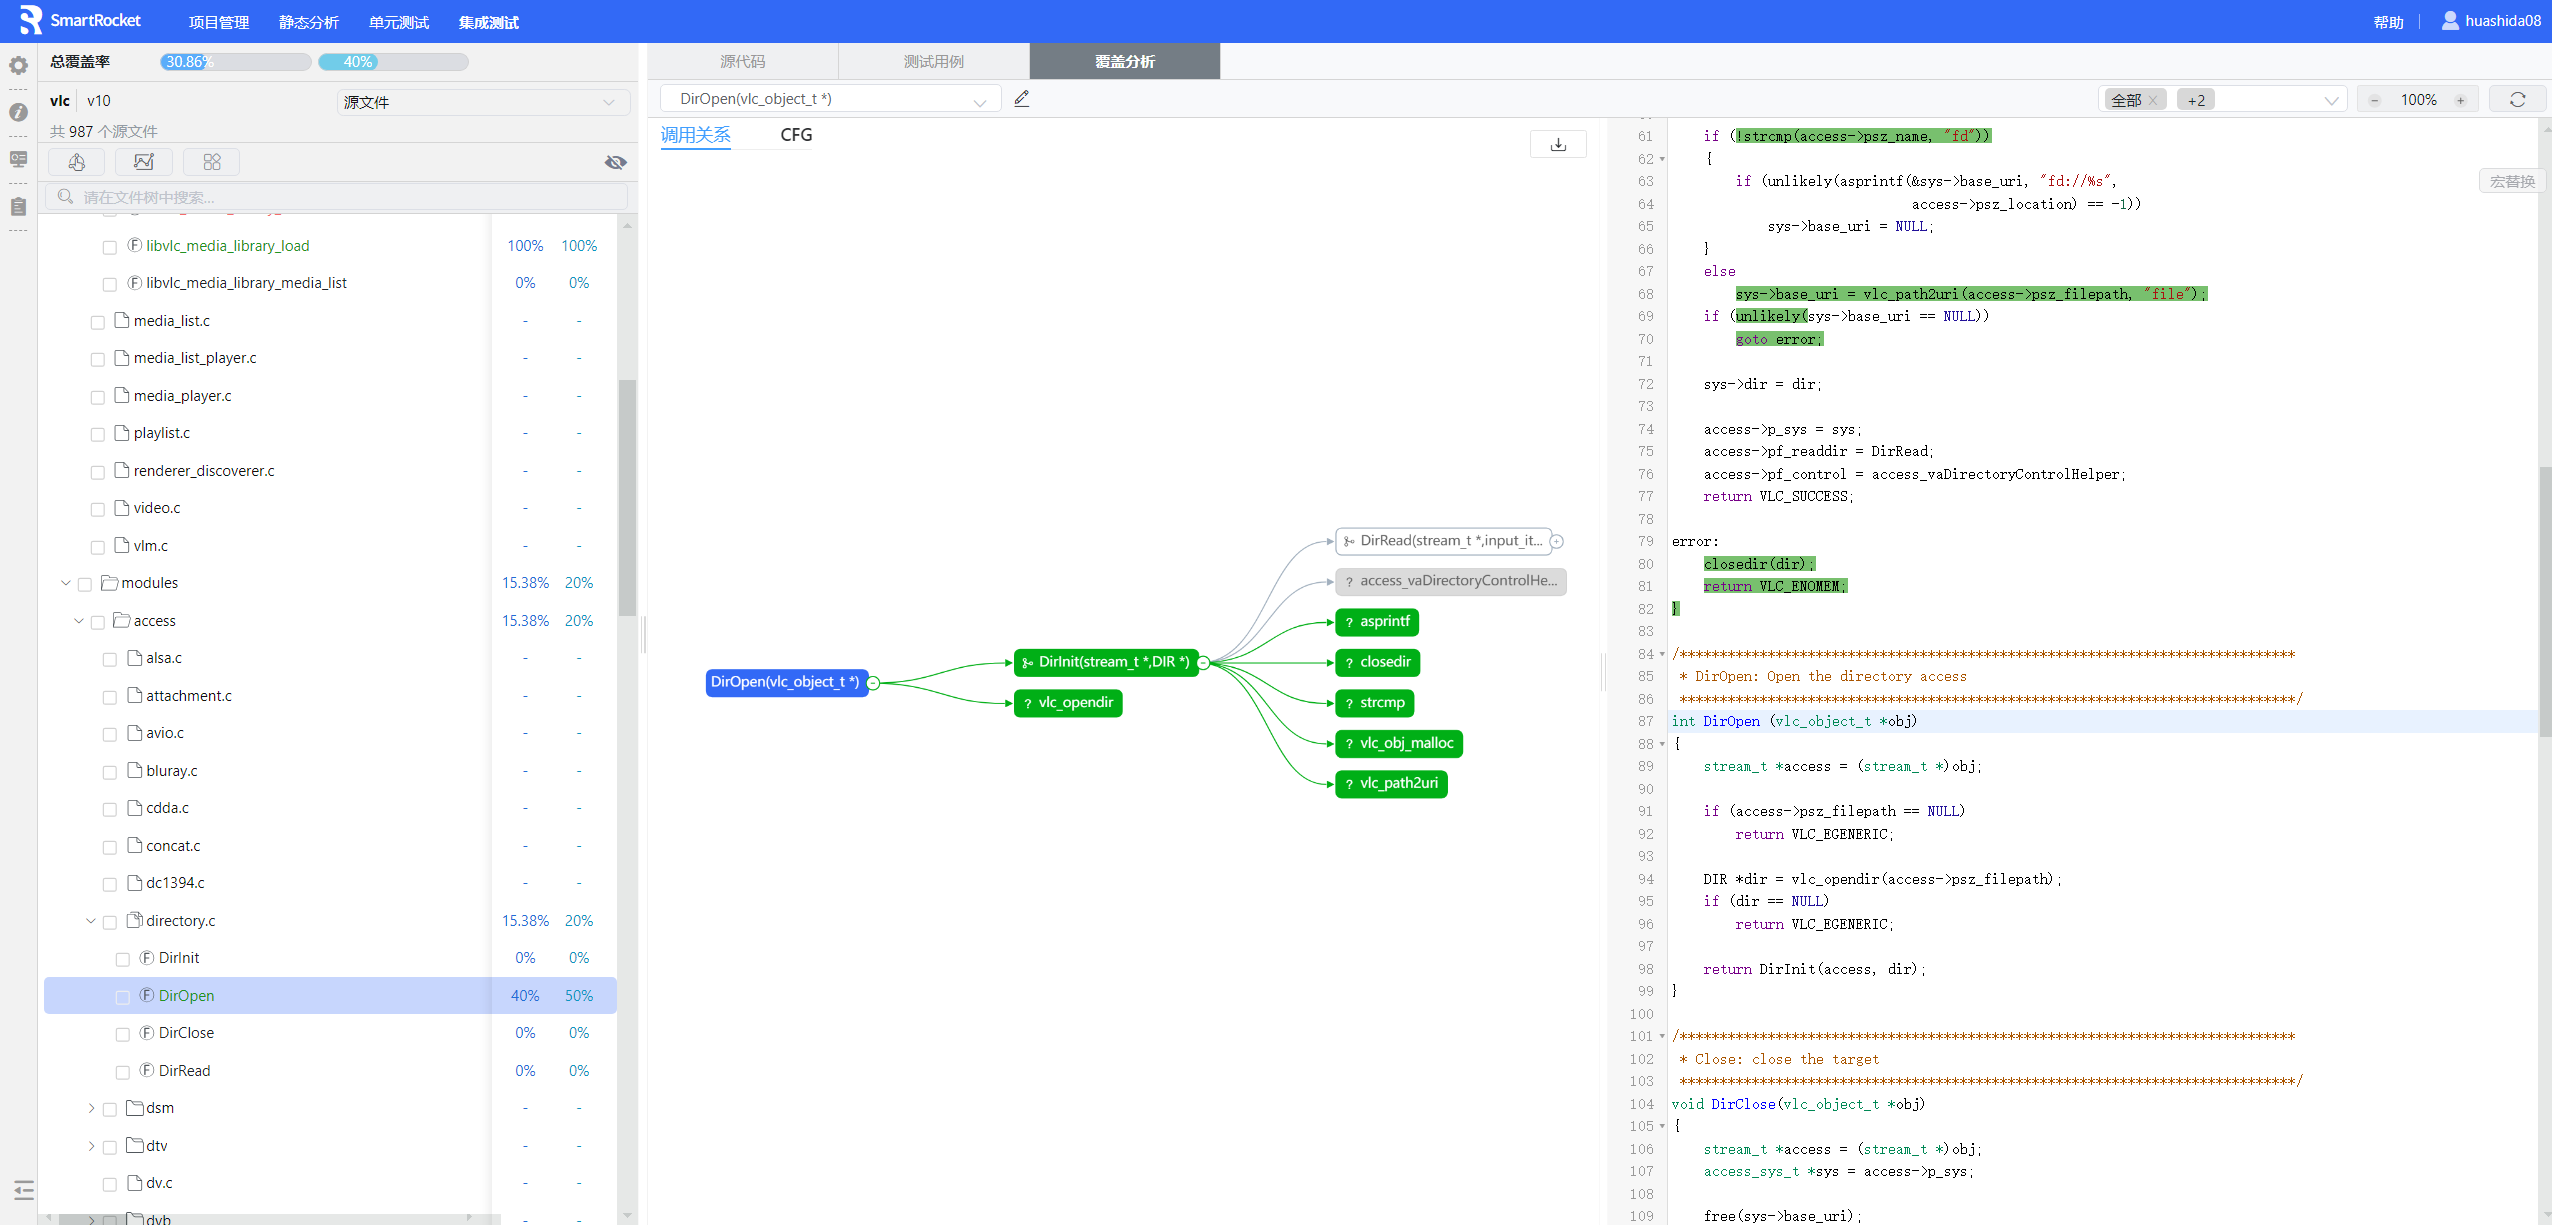 SmartRocket
项目管理
静态分析
单元测试
集成测试
帮助
huashida08
总覆盖率
30.86%
40%
vlc
v10
源文件
共 987 个源文件
请在文件树中搜索...
libvlc_media_library_load 100% 100%
libvlc_media_library_media_list 0% 0%
media_list.c - -
media_list_player.c - -
media_player.c - -
playlist.c - -
renderer_discoverer.c - -
video.c - -
vlm.c - -
modules 15.38% 20%
access 15.38% 20%
alsa.c - -
attachment.c - -
avio.c - -
bluray.c - -
cdda.c - -
concat.c - -
dc1394.c - -
directory.c 15.38% 20%
DirInit 0% 0%
DirOpen 40% 50%
DirClose 0% 0%
DirRead 0% 0%
dsm - -
dtv - -
dv.c - -
dvb - -
源代码
测试用例
覆盖分析
DirOpen(vlc_object_t *)
全部 x
+2
100%
调用关系
CFG
宏替换
DirOpen(vlc_object_t *)
DirInit(stream_t *,DIR *)
? vlc_opendir
DirRead(stream_t *,input_it...
? access_vaDirectoryControlHe...
? asprintf
? closedir
? strcmp
? vlc_obj_malloc
? vlc_path2uri
61 if (!strcmp(access->psz_name, "fd"))
62 {
63 if (unlikely(asprintf(&sys->base_uri, "fd://%s",
64 access->psz_location) == -1))
65 sys->base_uri = NULL;
66 }
67 else
68 sys->base_uri = vlc_path2uri(access->psz_filepath, "file");
69 if (unlikely(sys->base_uri == NULL))
70 goto error;
71
72 sys->dir = dir;
73
74 access->p_sys = sys;
75 access->pf_readdir = DirRead;
76 access->pf_control = access_vaDirectoryControlHelper;
77 return VLC_SUCCESS;
78
79 error:
80 closedir(dir);
81 return VLC_ENOMEM;
82 }
83
84 /*****************************************************************************
85 * DirOpen: Open the directory access
86 *****************************************************************************/
87 int DirOpen (vlc_object_t *obj)
88 {
89 stream_t *access = (stream_t *)obj;
90
91 if (access->psz_filepath == NULL)
92 return VLC_EGENERIC;
93
94 DIR *dir = vlc_opendir(access->psz_filepath);
95 if (dir == NULL)
96 return VLC_EGENERIC;
97
98 return DirInit(access, dir);
99 }
100
101 /*****************************************************************************
102 * Close: close the target
103 *****************************************************************************/
104 void DirClose(vlc_object_t *obj)
105 {
106 stream_t *access = (stream_t *)obj;
107 access_sys_t *sys = access->p_sys;
108
109 free(sys->base_uri);